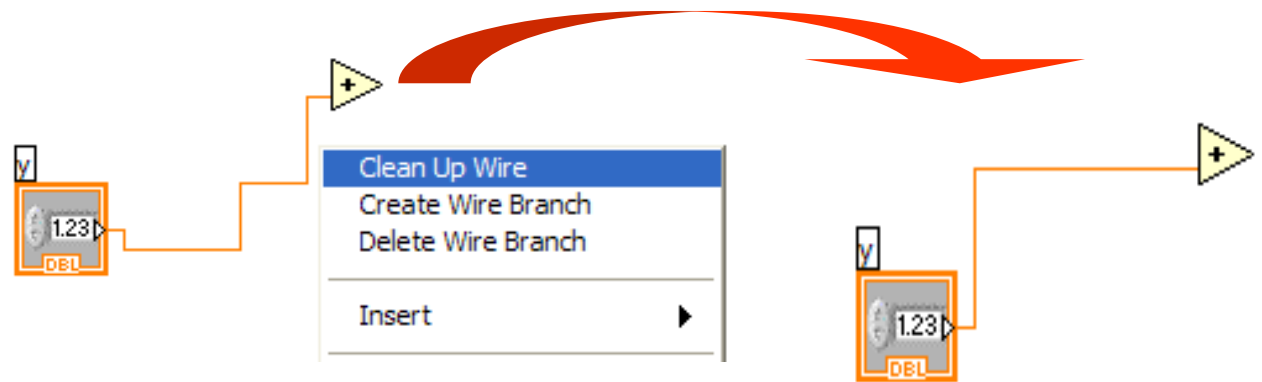 +
y
1.23
DBL
Clean Up Wire
Create Wire Branch
Delete Wire Branch
Insert
+
y
1.23
DBL